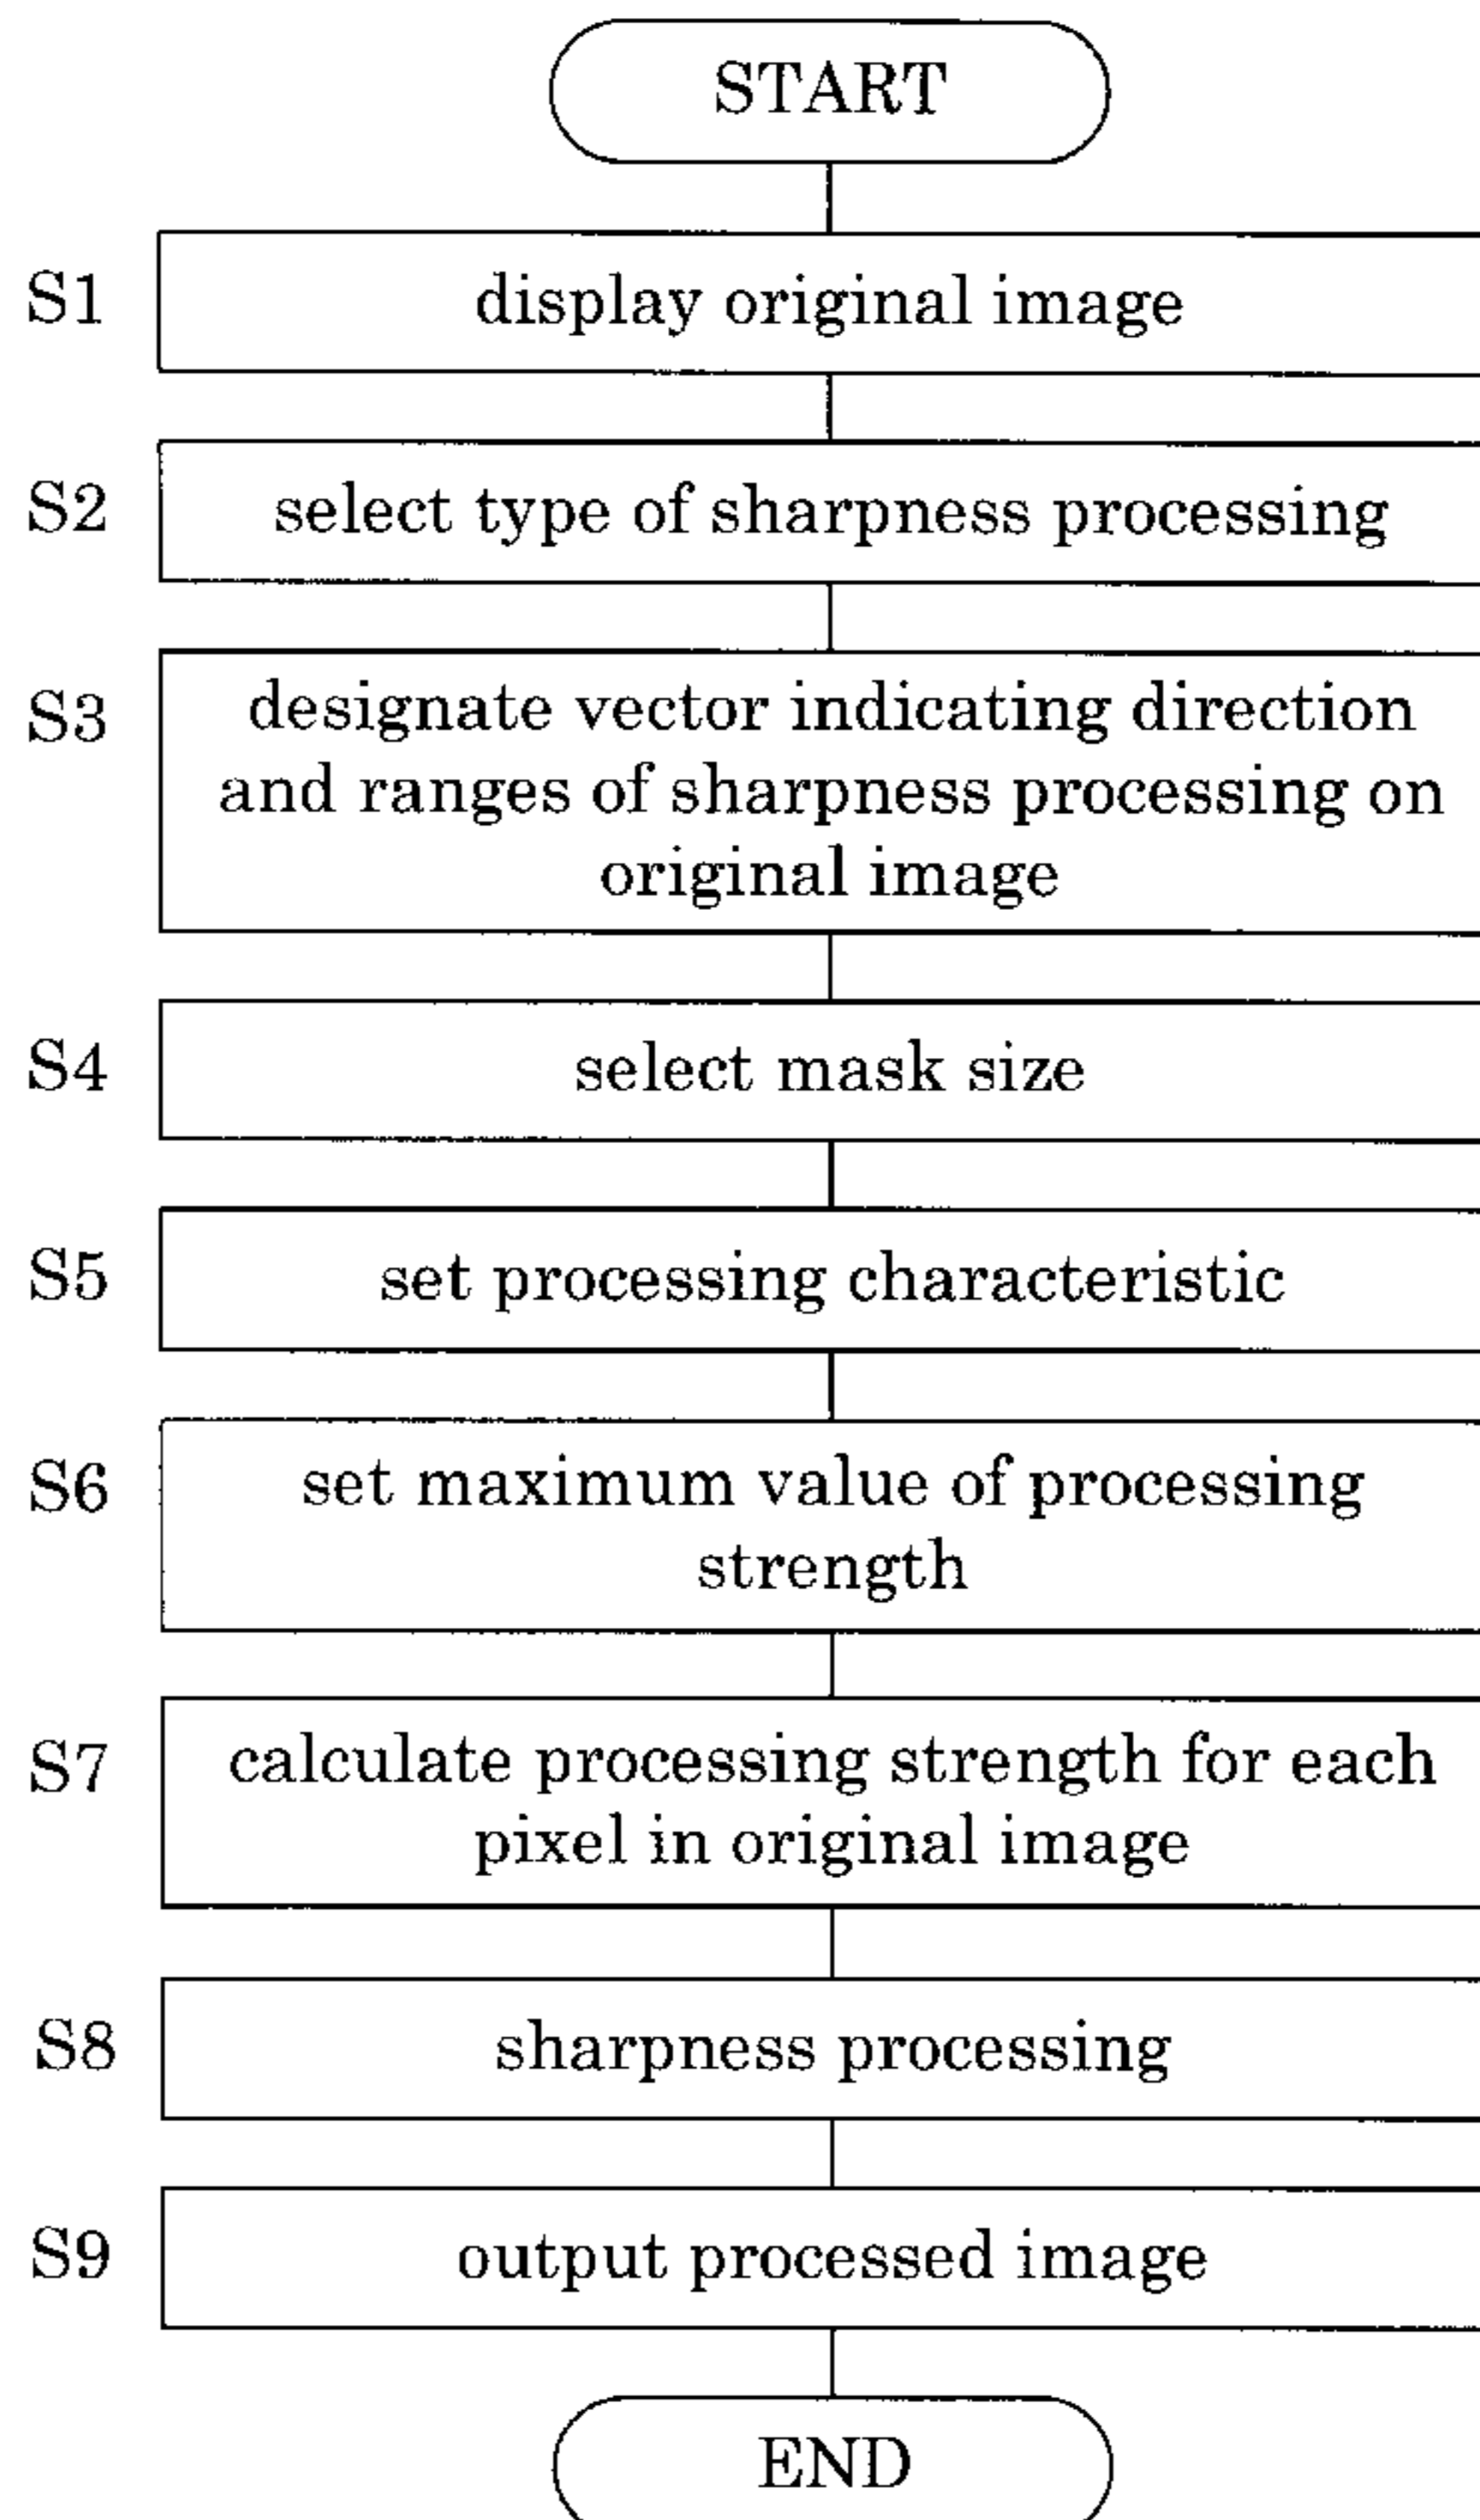 START
S1 display original image
S2 select type of sharpness processing
S3 designate vector indicating direction
and ranges of sharpness processing on
original image
S4 select mask size
S5 set processing characteristic
S6 set maximum value of processing
strength
S7 calculate processing strength for each
pixel in original image
S8 sharpness processing
S9 output processed image
END